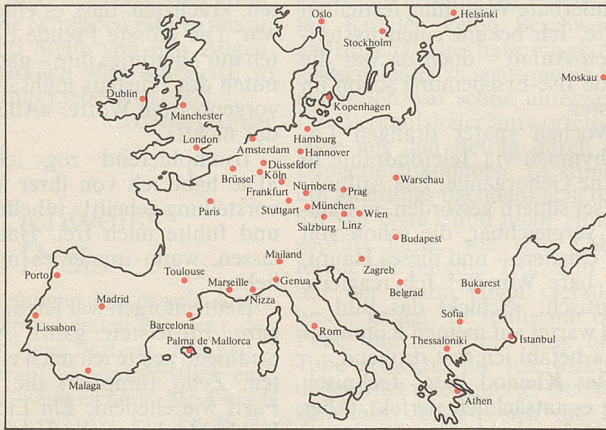 Oslo
Helsinki
Stockholm
Moskau
Dublin
Kopenhagen
Manchester
Hamburg
London
Amsterdam
Hannover
Düsseldorf
Brüssel
Köln
Warschau
Frankfurt
Nürnberg
Prag
Paris
Stuttgart
München
Wien
Salzburg
Linz
Budapest
Mailand
Zagreb
Porto
Toulouse
Marseille
Genua
Belgrad
Bukarest
Madrid
Nizza
Lissabon
Barcelona
Rom
Sofia
Palma de Mallorca
Thessaloniki
Istanbul
Malaga
Athen